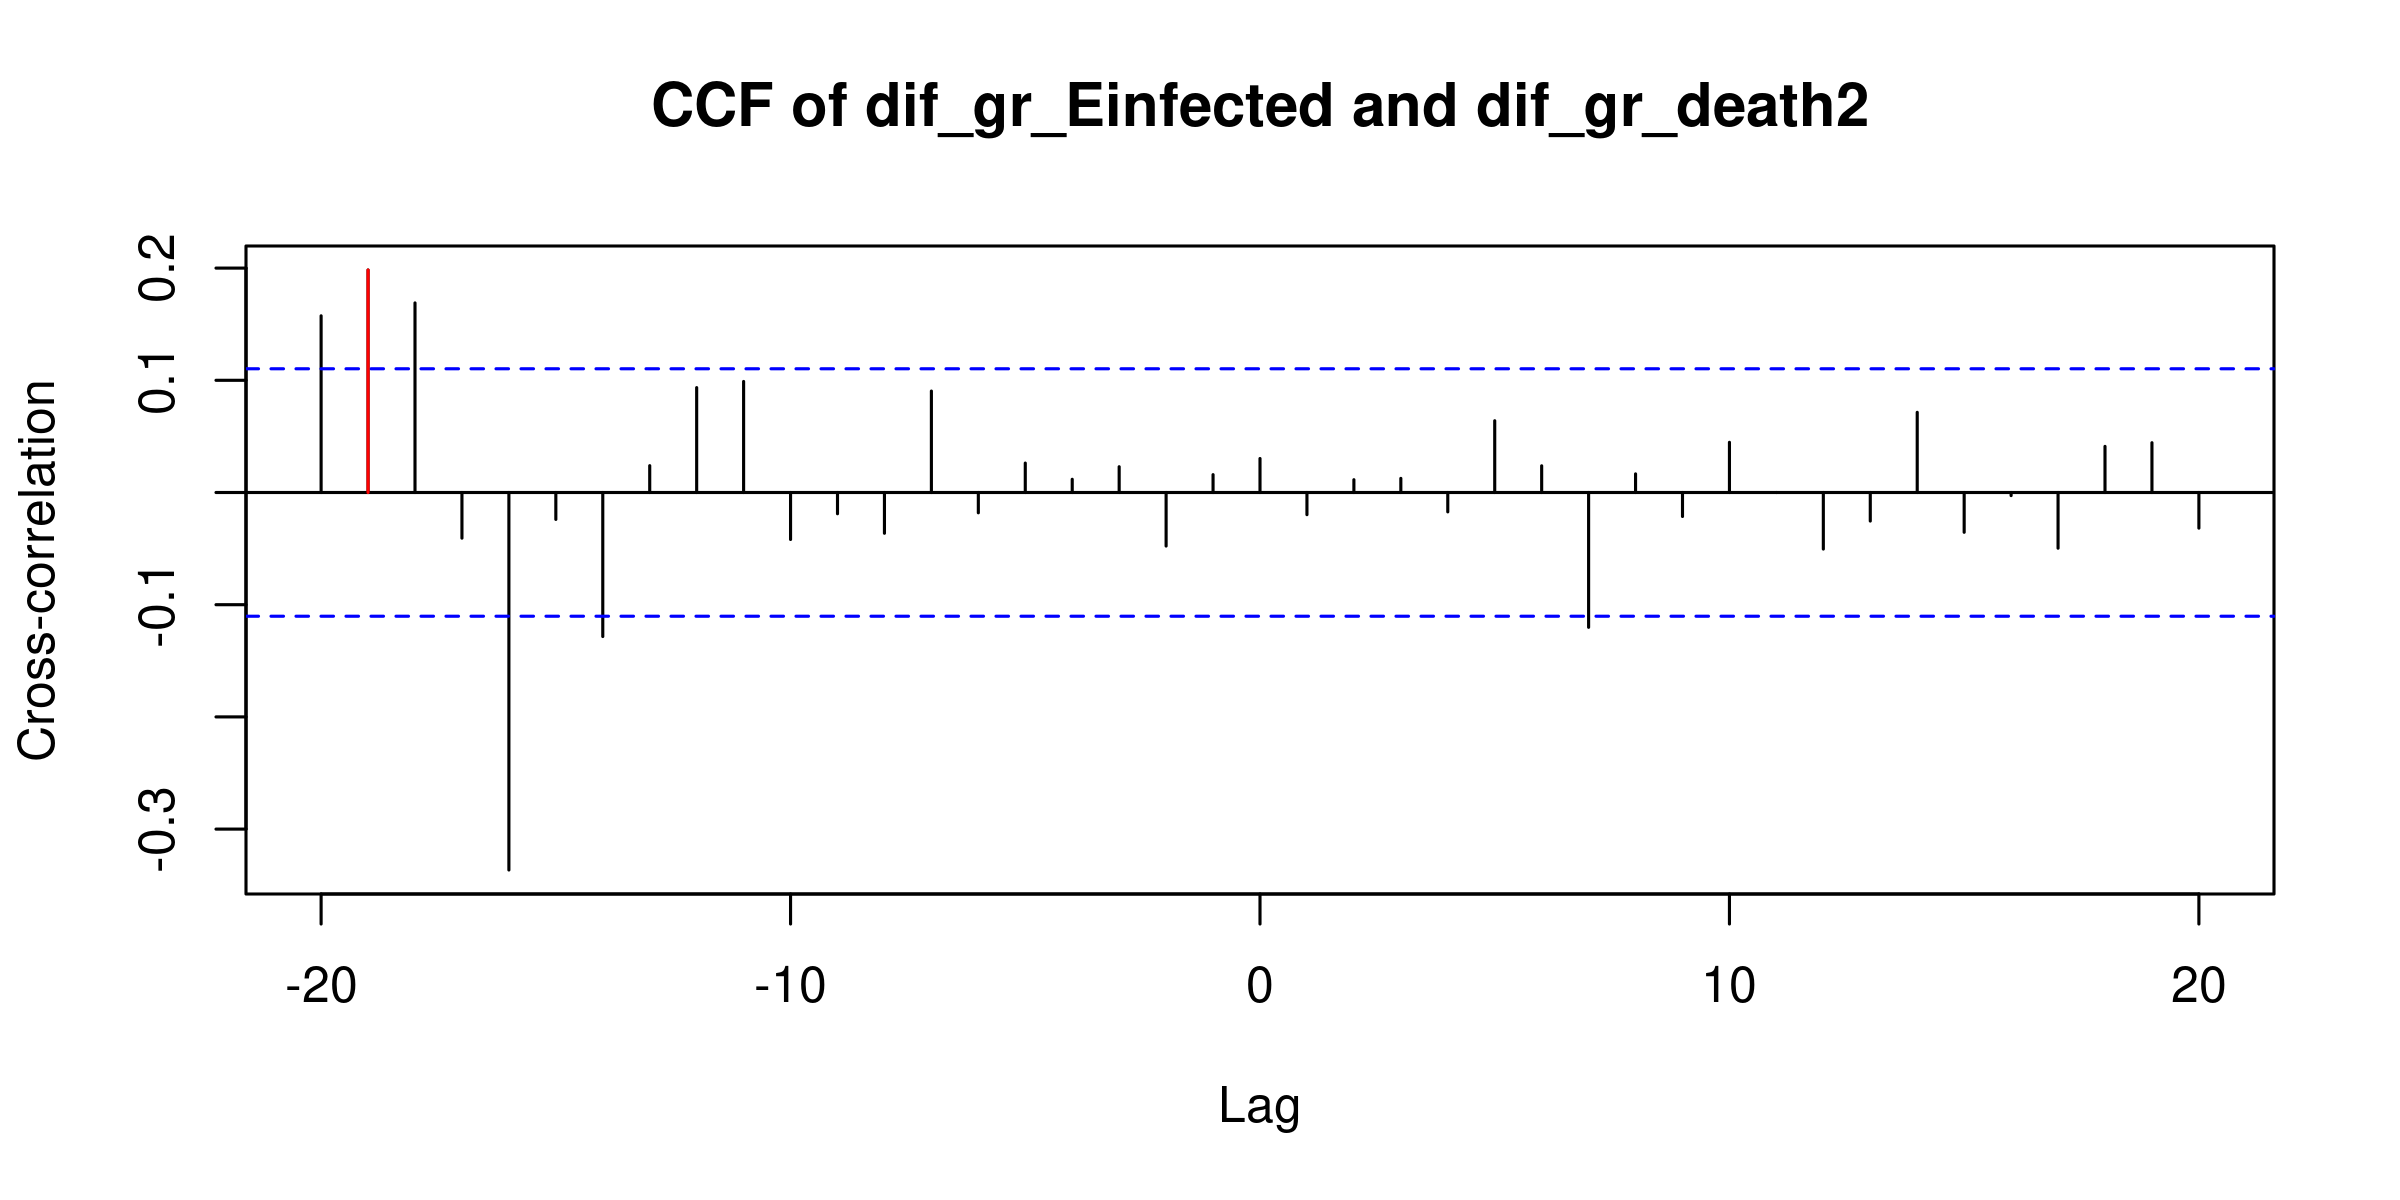 CCF of dif_gr_Einfected and dif_gr_death2
Cross-correlation
0.2
0.1
-0.1
-0.3
-20 -10 0 10 20
Lag